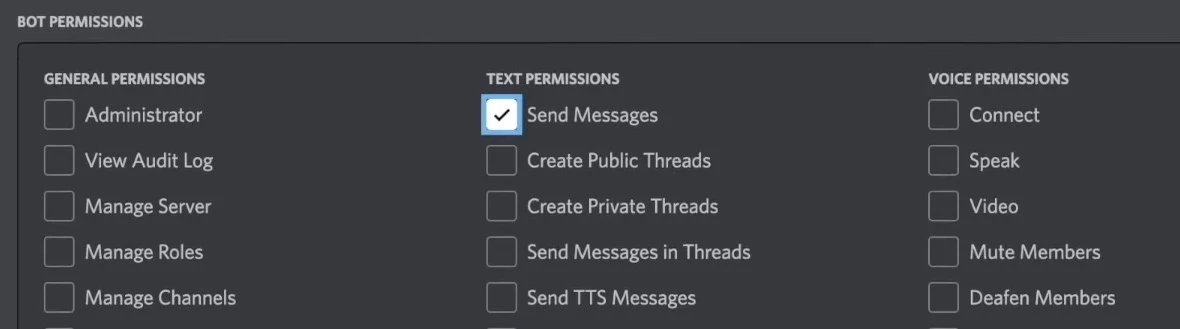 BOT PERMISSIONS
GENERAL PERMISSIONS
Administrator
View Audit Log
Manage Server
Manage Roles
Manage Channels
TEXT PERMISSIONS
Send Messages
Create Public Threads
Create Private Threads
Send Messages in Threads
Send TTS Messages
VOICE PERMISSIONS
Connect
Speak
Video
Mute Members
Deafen Members